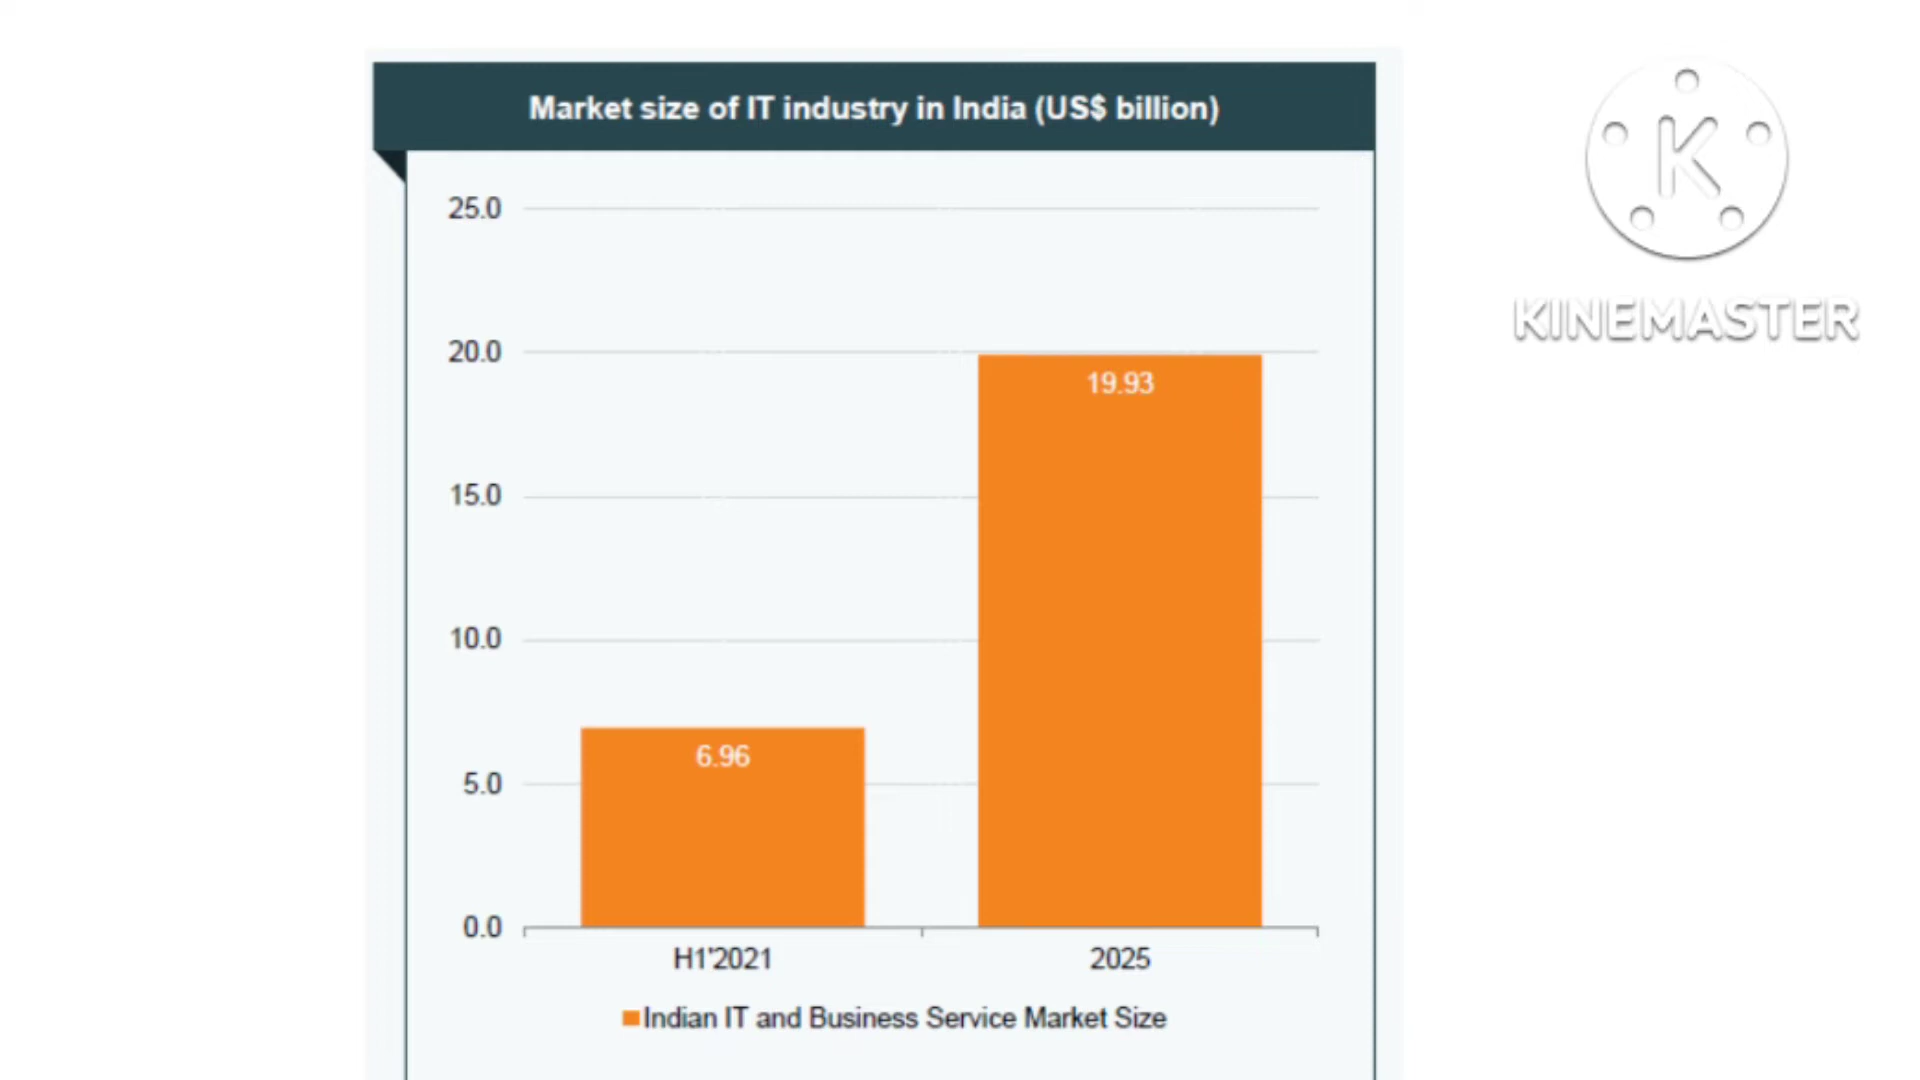 Market size of IT industry in India (US$ billion)
K
KINEMASTER
25.0
20.0
19.93
15.0
10.0
6.96
5.0
0.0
H1'2021 2025
Indian IT and Business Service Market Size